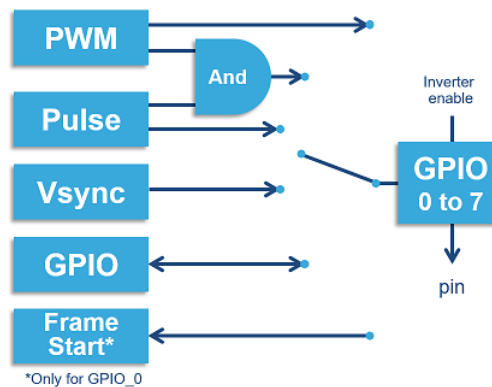 PWM
And
Pulse
Inverter
enable
Vsync
GPIO
0 to 7
GPIO
pin
Frame
Start*
*Only for GPIO_0